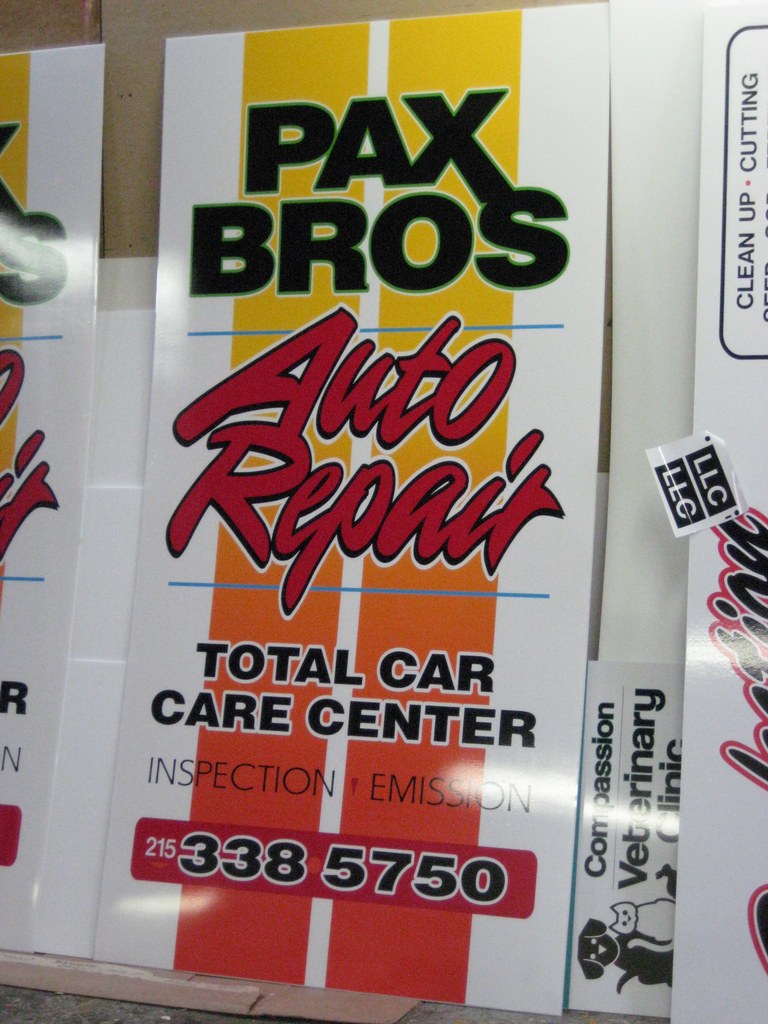 PAX
BROS
Auto
Repair
TOTAL CAR
CARE CENTER
INSPECTION EMISSION
215 338 5750
CLEAN UP • CUTTING
LLC
LLC
Compassion
Veterinary
Clinic
X
S
R
N